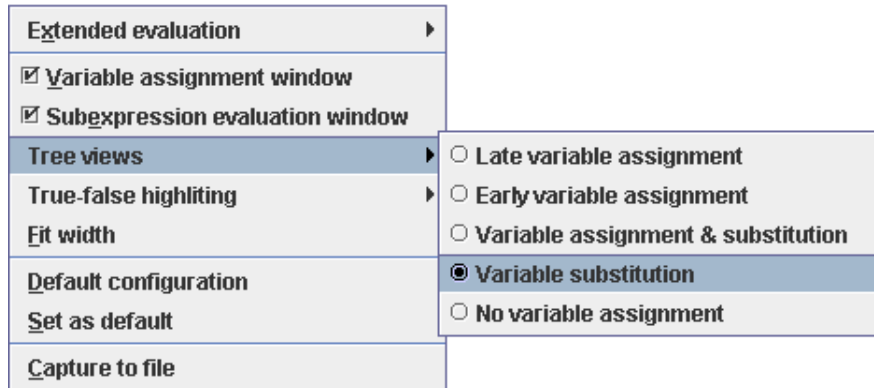 Extended evaluation
Variable assignment window
Subexpression evaluation window
Tree views
True-false highliting
Fit width
Default configuration
Set as default
Capture to file
Late variable assignment
Early variable assignment
Variable assignment & substitution
Variable substitution
No variable assignment